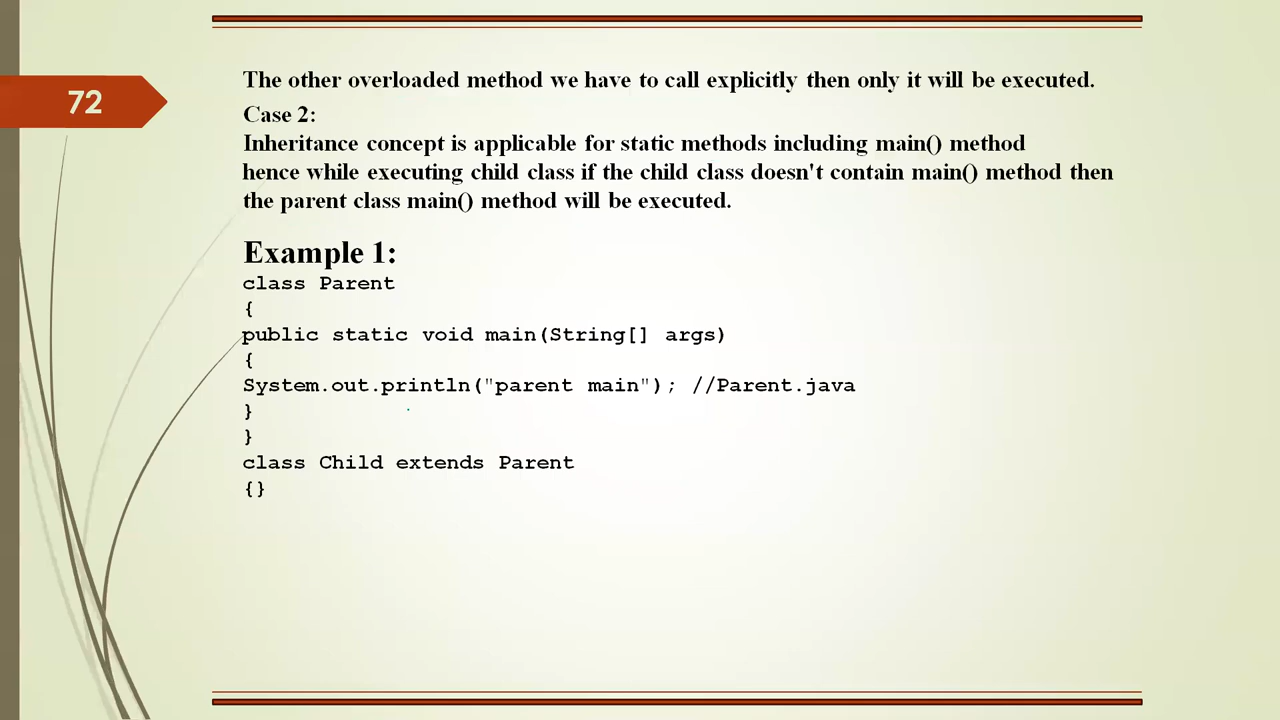 72
The other overloaded method we have to call explicitly then only it will be executed.
Case 2:
Inheritance concept is applicable for static methods including main() method
hence while executing child class if the child class doesn't contain main() method then
the parent class main() method will be executed.
Example 1:
class Parent
{
public static void main(String[] args)
{
System.out.println("parent main"); //Parent.java
}
}
class Child extends Parent
{}